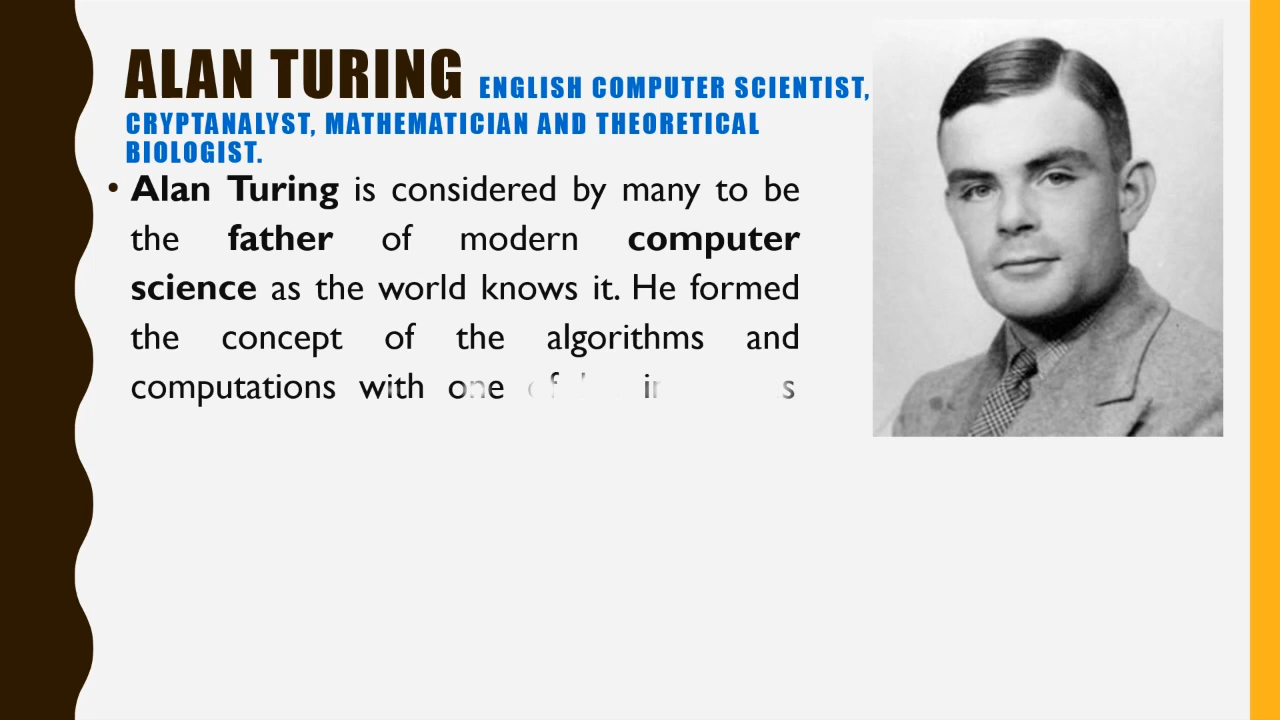 ALAN TURING ENGLISH COMPUTER SCIENTIST,
CRYPTANALYST, MATHEMATICIAN AND THEORETICAL
BIOLOGIST.
• Alan Turing is considered by many to be
the father of modern computer
science as the world knows it. He formed
the concept of the algorithms and
computations with one of